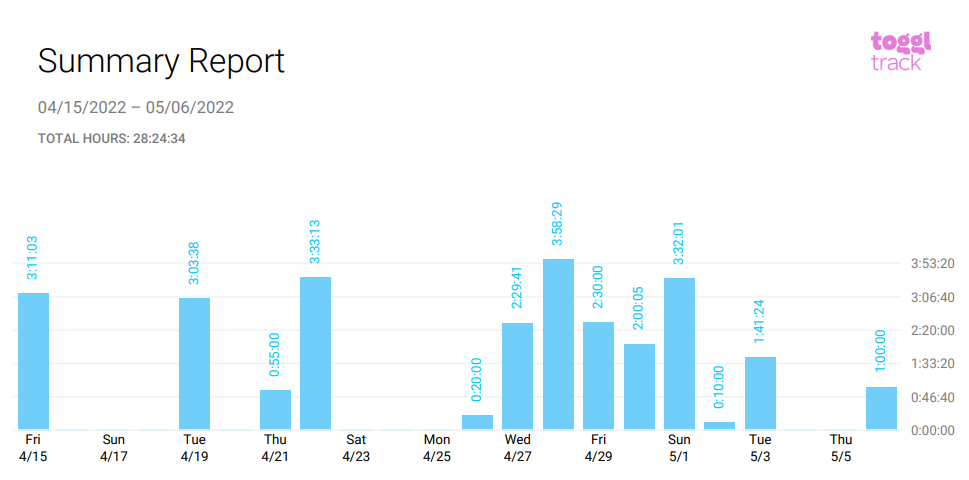 Summary Report
toggl
track
04/15/2022 – 05/06/2022
TOTAL HOURS: 28:24:34
3:11:03
3:03:38
0:55:00
3:33:13
0:20:00
2:29:41
3:58:29
2:30:00
2:00:05
3:32:01
0:10:00
1:41:24
1:00:00
3:53:20
3:06:40
2:20:00
1:33:20
0:46:40
0:00:00
Fri Sun Tue Thu Sat Mon Wed Fri Sun Tue Thu
4/15 4/17 4/19 4/21 4/23 4/25 4/27 4/29 5/1 5/3 5/5